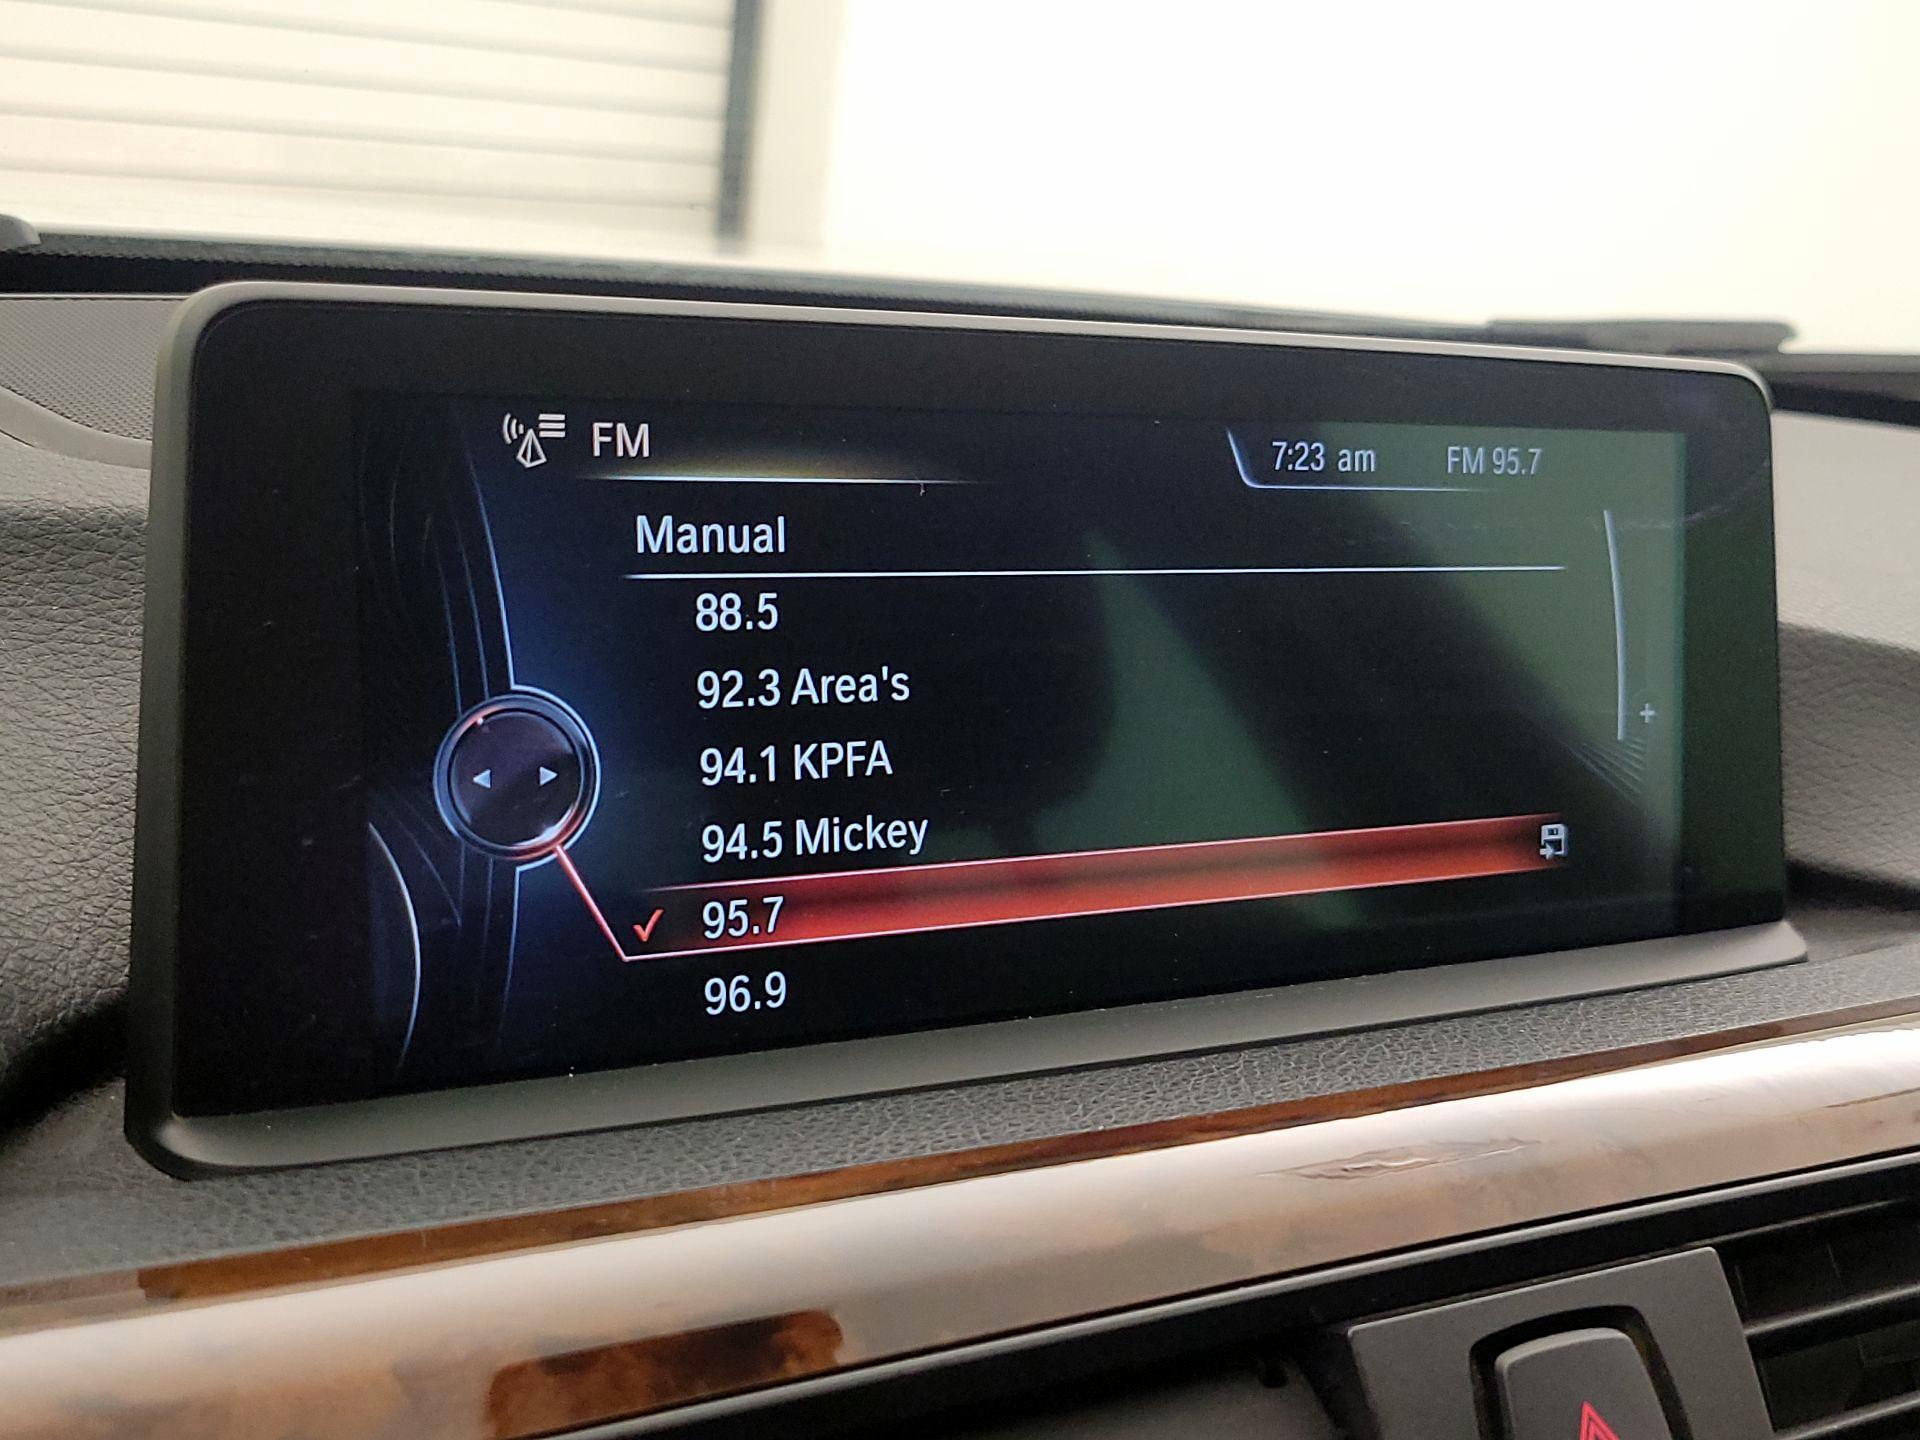 FM
7:23 am FM 95.7
Manual
88.5
92.3 Area's
94.1 KPFA
94.5 Mickey
✓ 95.7
96.9